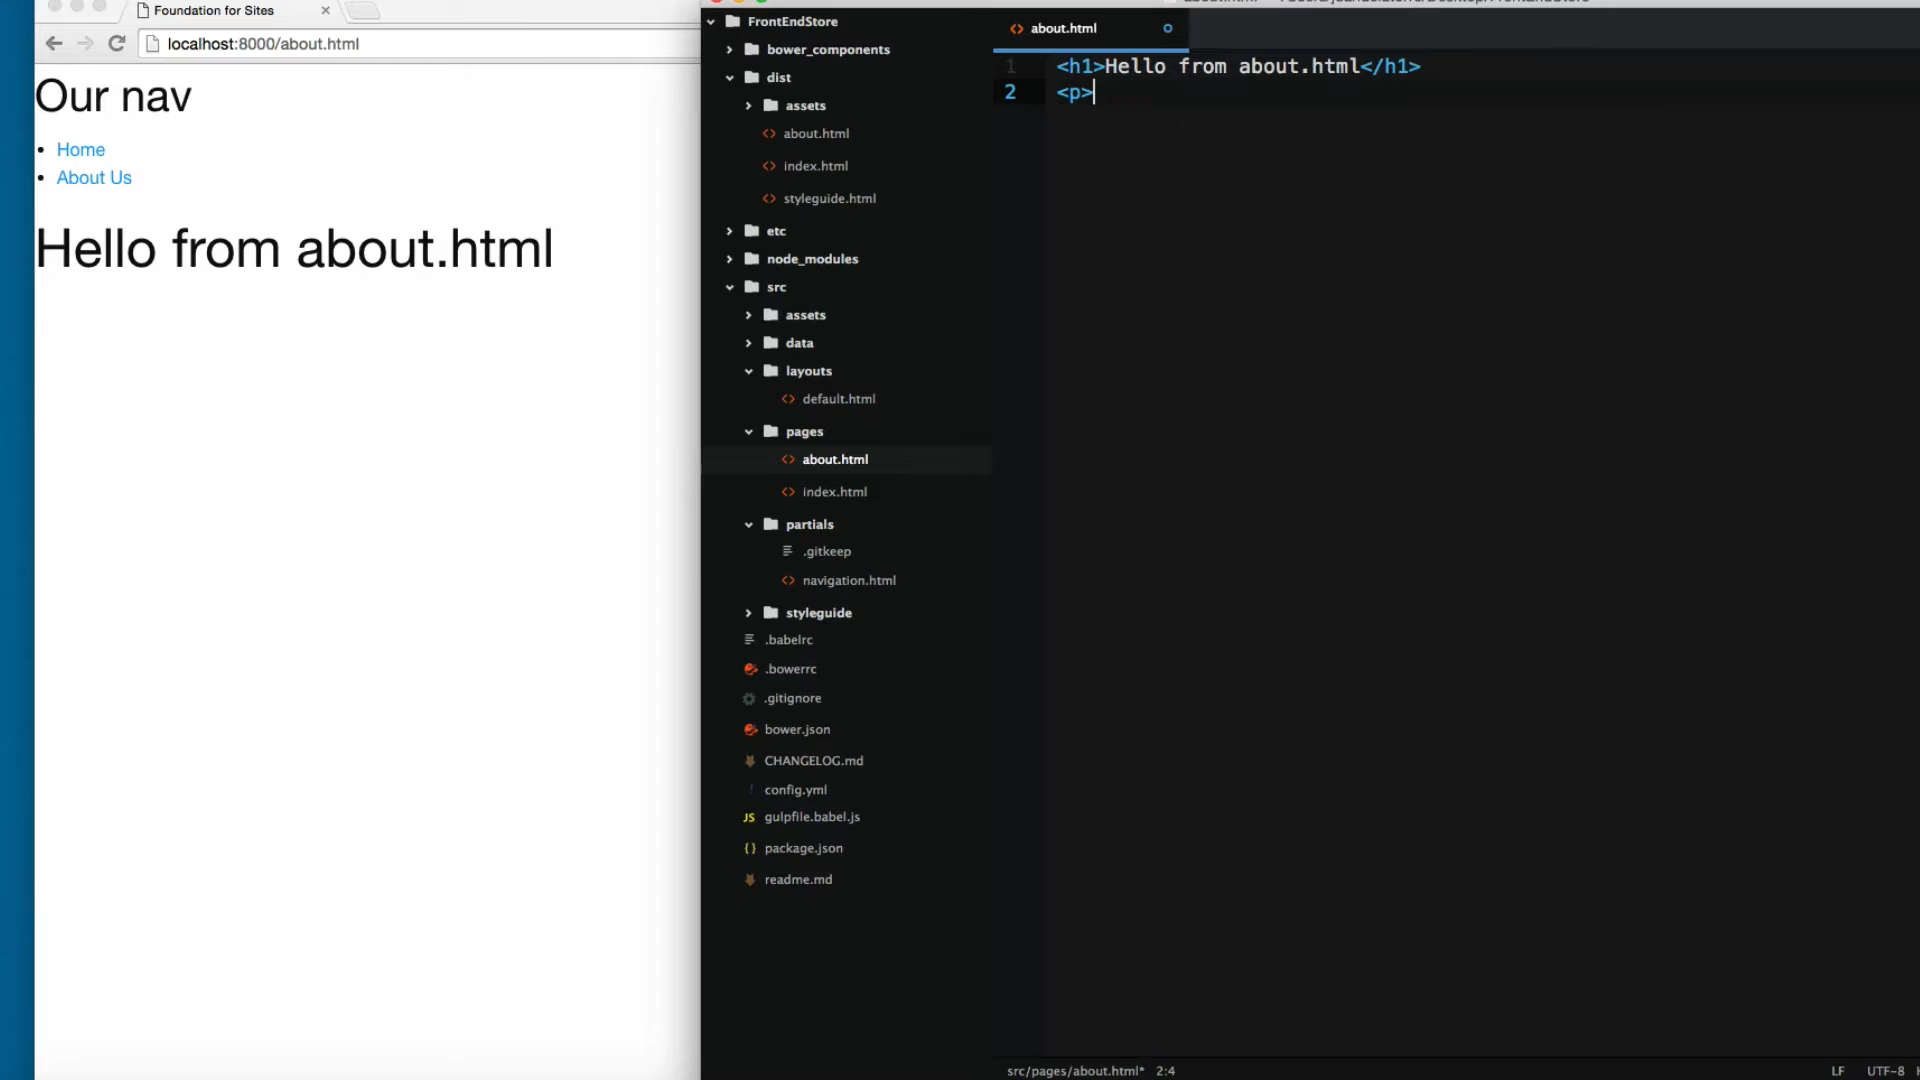 Foundation for Sites
localhost:8000/about.html
Our nav
Home
About Us
Hello from about.html
FrontEndStore
bower_components
dist
assets
about.html
index.html
styleguide.html
etc
node_modules
src
assets
data
layouts
default.html
pages
about.html
index.html
partials
.gitkeep
navigation.html
styleguide
.babelrc
.bowerrc
.gitignore
bower.json
CHANGELOG.md
config.yml
JS gulpfile.babel.js
package.json
readme.md
about.html
1 <h1>Hello from about.html</h1>
2 <p>
src/pages/about.html* 2:4
LF UTF-8